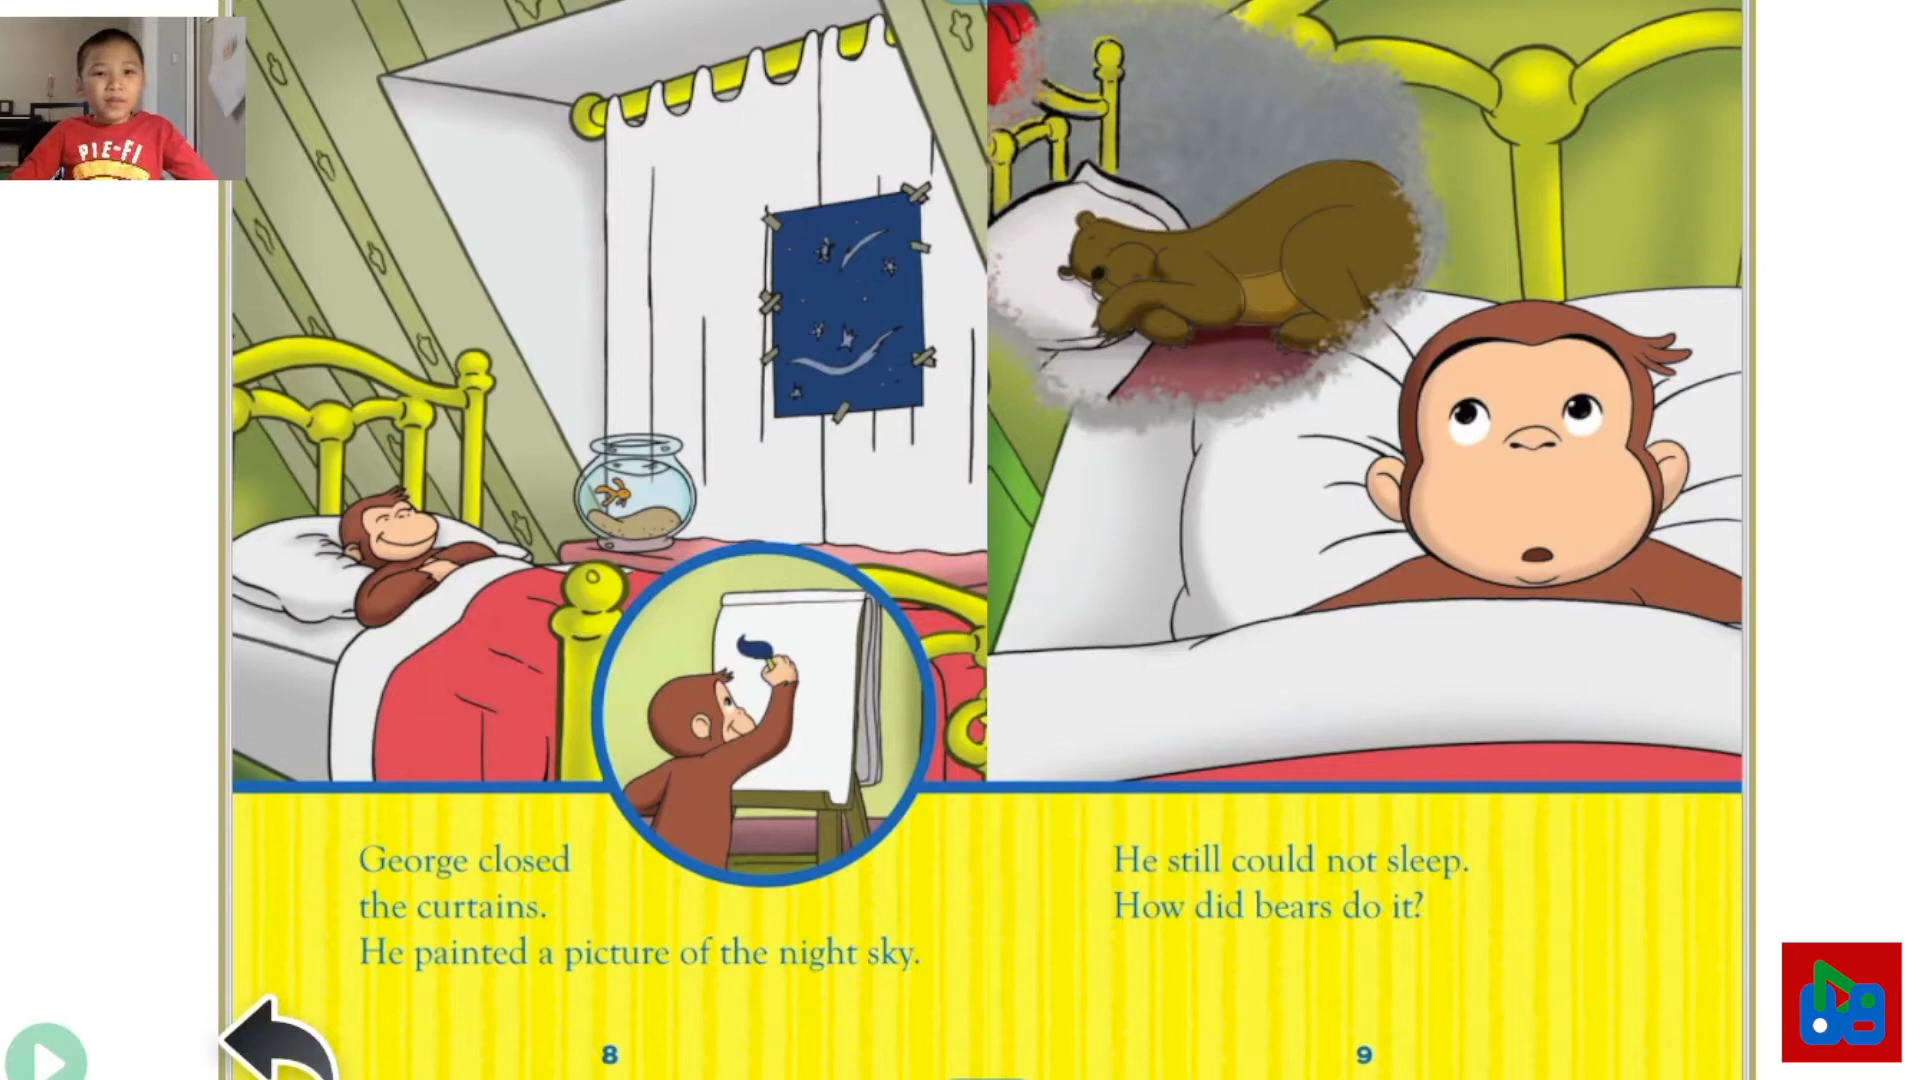 PIE-FI
George closed
the curtains.
He painted a picture of the night sky.
8
He still could not sleep.
How did bears do it?
9